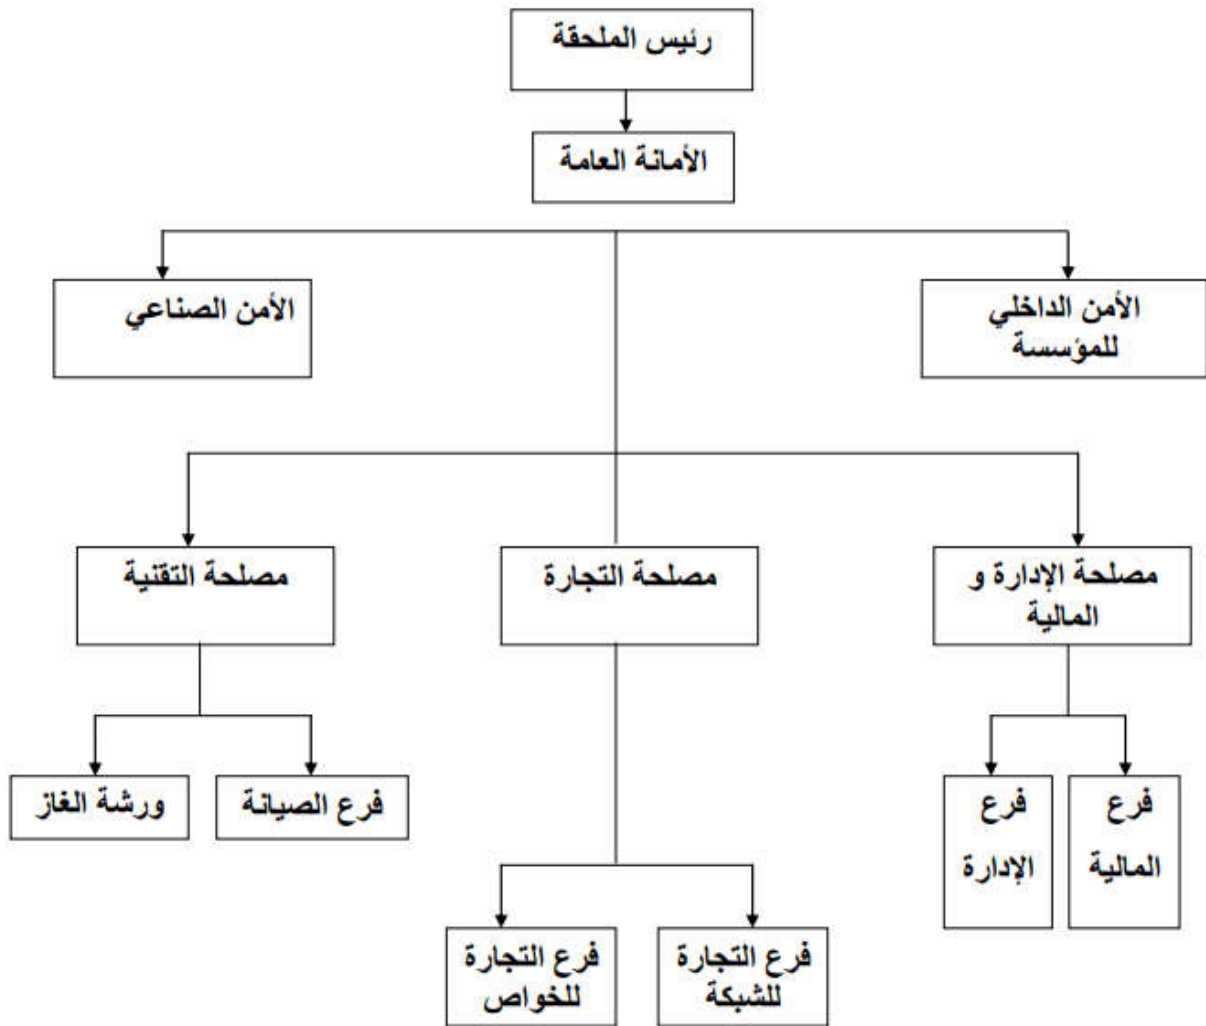 رئيس الملحقة
الأمانة العامة
الأمن الداخلي
للمؤسسة
الأمن الصناعي
مصلحة الإدارة و
المالية
مصلحة التجارة
مصلحة التقنية
فرع
المالية
فرع
الإدارة
فرع الصيانة
ورشة الغاز
فرع التجارة
للشبكة
فرع التجارة
للخواص